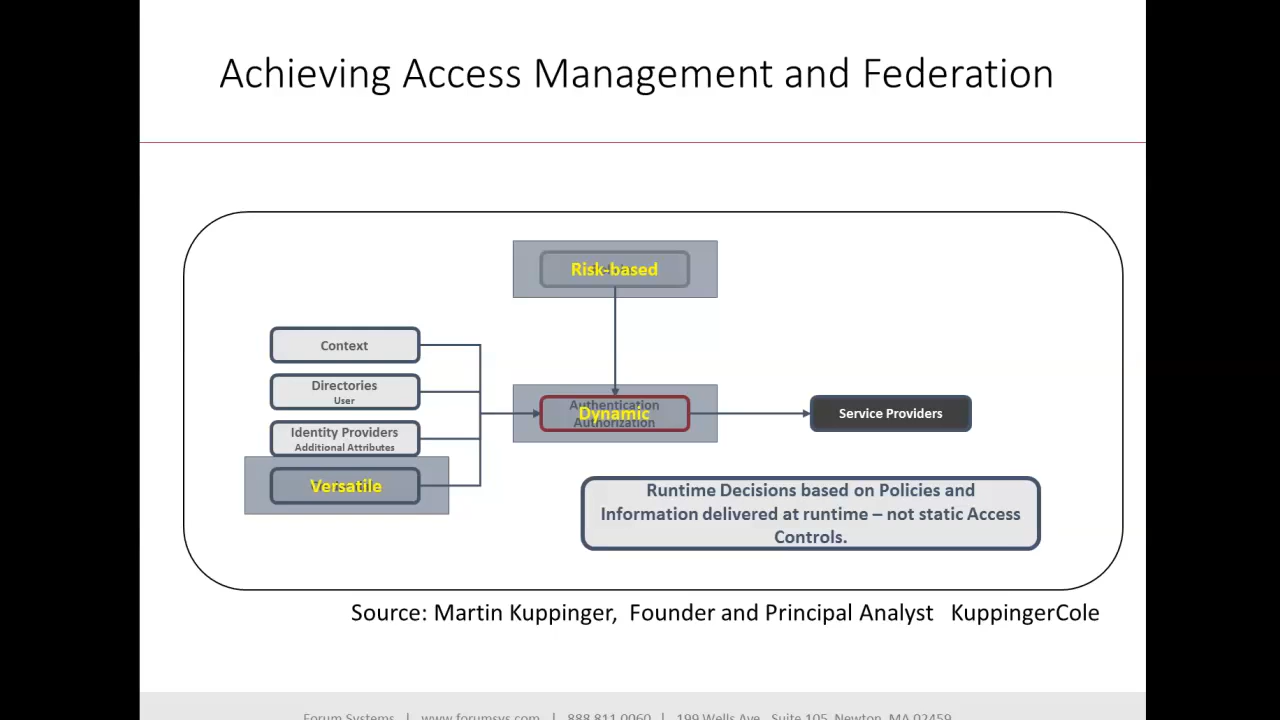 Achieving Access Management and Federation
Risk-based
Context
Directories
User
Identity Providers
Additional Attributes
Versatile
Authentication
Dynamic
Authorization
Service Providers
Runtime Decisions based on Policies and
Information delivered at runtime – not static Access
Controls.
Source: Martin Kuppinger, Founder and Principal Analyst KuppingerCole
Forum Systems | www.forumsys.com | 888.811.0060 | 199 Wells Ave, Suite 105, Newton, MA 02459